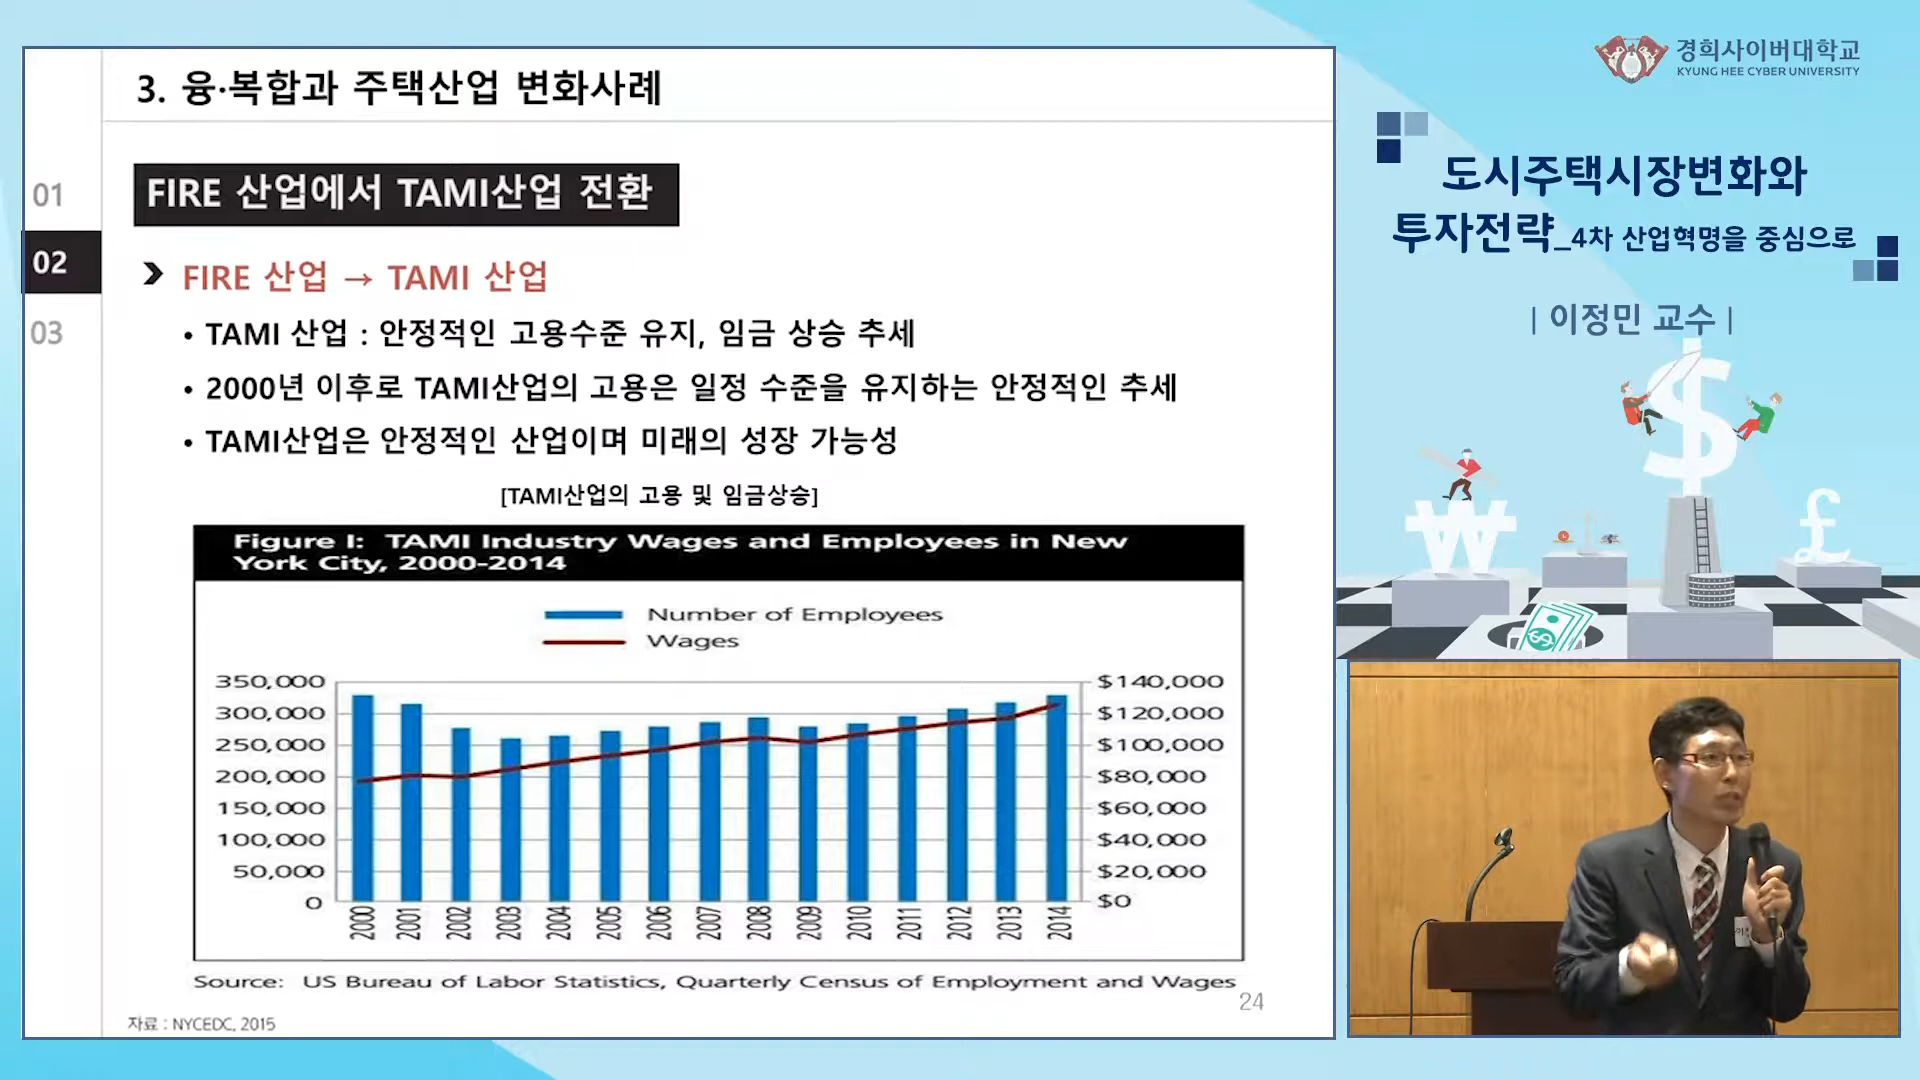 3. 융·복합과 주택산업 변화사례
01
02
03
FIRE 산업에서 TAMI산업 전환
FIRE 산업 → TAMI 산업
• TAMI 산업 : 안정적인 고용수준 유지, 임금 상승 추세
• 2000년 이후로 TAMI산업의 고용은 일정 수준을 유지하는 안정적인 추세
• TAMI산업은 안정적인 산업이며 미래의 성장 가능성
[TAMI산업의 고용 및 임금상승]
Figure I: TAMI Industry Wages and Employees in New
York City, 2000-2014
Number of Employees
Wages
350,000
300,000
250,000
200,000
150,000
100,000
50,000
0
$140,000
$120,000
$100,000
$80,000
$60,000
$40,000
$20,000
$0
2000 2001 2002 2003 2004 2005 2006 2007 2008 2009 2010 2011 2012 2013 2014
Source: US Bureau of Labor Statistics, Quarterly Census of Employment and Wages
24
자료 : NYCEDC, 2015
경희사이버대학교
KYUNG HEE CYBER UNIVERSITY
도시주택시장변화와
투자전략_4차 산업혁명을 중심으로
| 이정민 교수 |